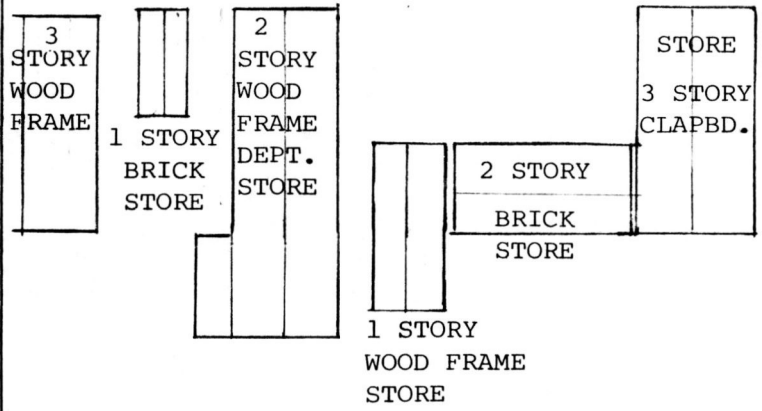 3
STORY
WOOD
FRAME
1 STORY
BRICK
STORE
2
STORY
WOOD
FRAME
DEPT.
STORE
1 STORY
WOOD FRAME
STORE
2 STORY
BRICK
STORE
STORE
3 STORY
CLAPBD.